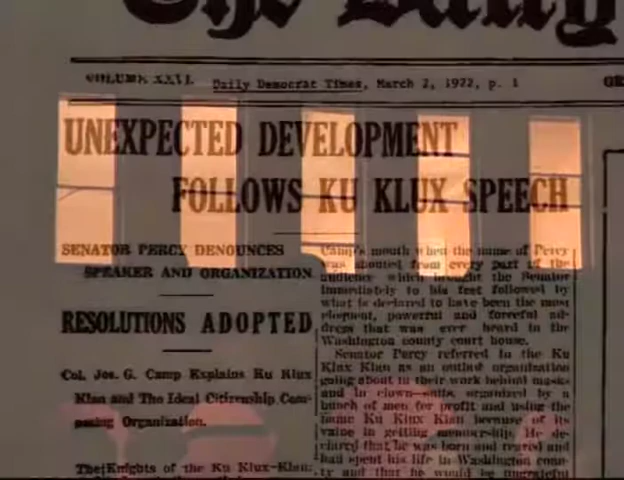 The Daily
VOLUME XXVI.
Daily Democrat Times, March 2, 1922, p. 1
UNEXPECTED DEVELOPMENT
FOLLOWS KU KLUX SPEECH
SENATOR PERCY DENOUNCES
SPEAKER AND ORGANIZATION
RESOLUTIONS ADOPTED
Col. Jos. G. Camp Explains Ku Klux
Klan and The Ideal Citizenship Com-
posing Organization.
The Knights of the Ku Klux-Klan:
Camp's mouth when the name of Percy
was shouted from every part of the
audience which brought the Senator
immediately to his feet followed by
what is declared to have been the most
eloquent, powerful and forceful ad-
dress that was ever heard in the
Washington county court house.
Senator Percy referred to the Ku
Klux Klan as an outlaw organization
going about in their work behind masks
and in clown-suits, organized by a
bunch of men for profit and using the
name Ku Klux Klan because of its
value in getting membership. He de-
clared that he was born and reared and
had spent his life in Washington coun-
ty and that he would be ungrateful